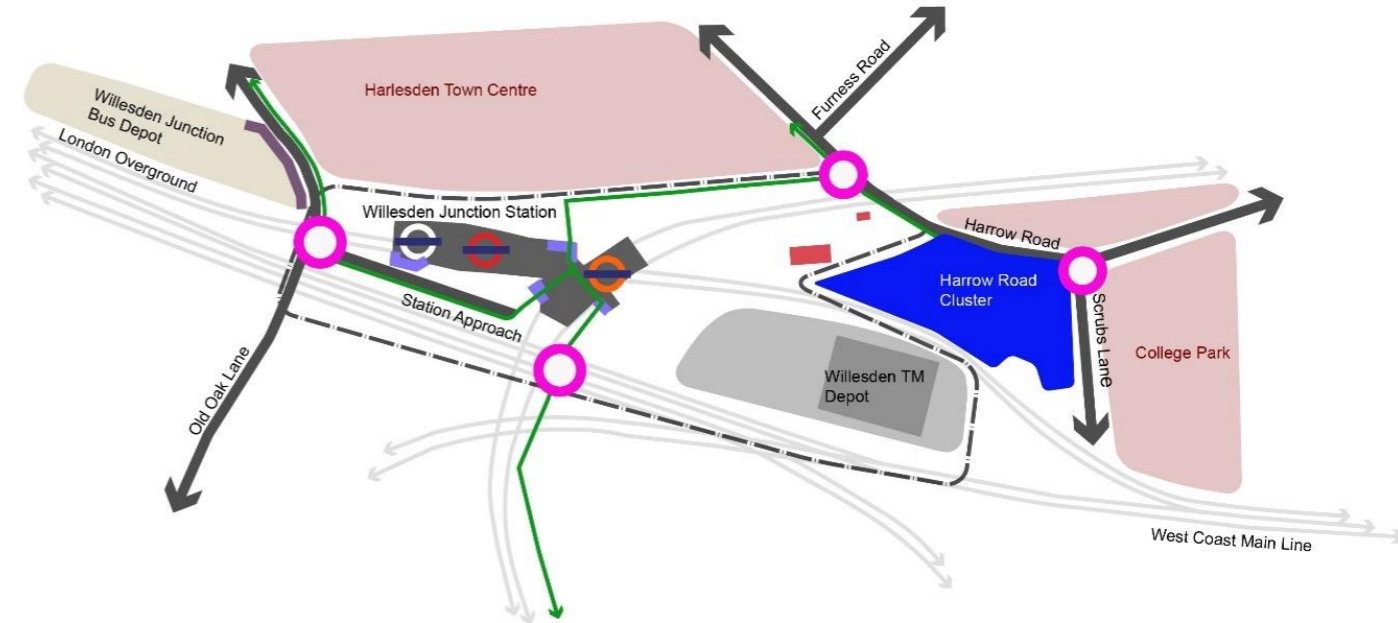 Furness Road
Harlesden Town Centre
Willesden Junction
Bus Depot
London Overground
Willesden Junction Station
Harrow Road
Harrow Road
Cluster
Scrubs Lane
Station Approach
College Park
Willesden TM
Depot
Old Oak Lane
West Coast Main Line